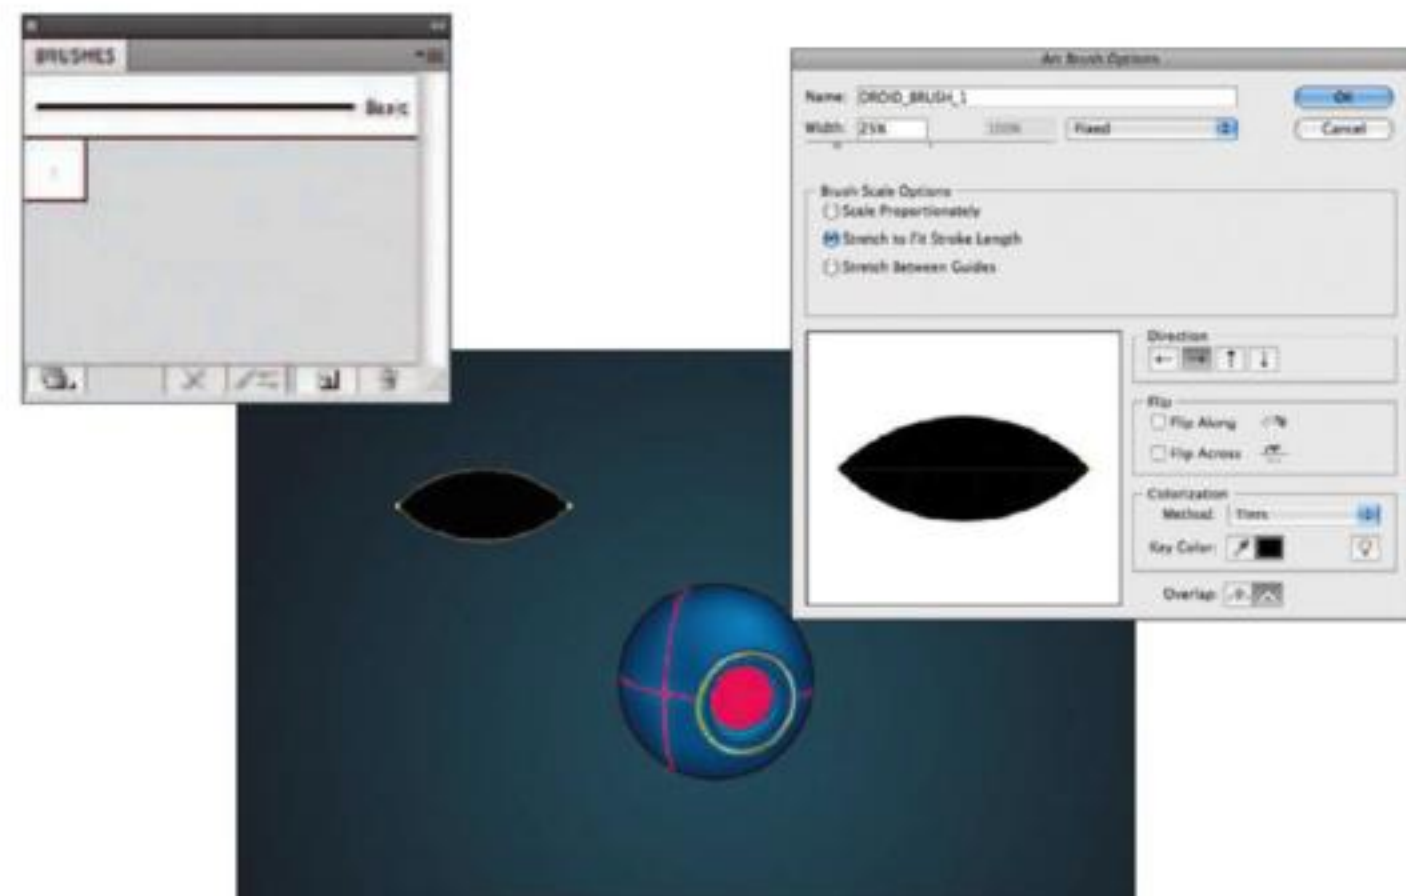 BRUSHES
Basic
Art Brush Options
Name: DROID_BRUSH_1
OK
Width: 25% 100% Fixed
Cancel
Brush Scale Options
Scale Proportionately
Stretch to Fit Stroke Length
Stretch Between Guides
Direction
Flip
Flip Along
Flip Across
Colorization
Method: Tints
Key Color:
Overlap: